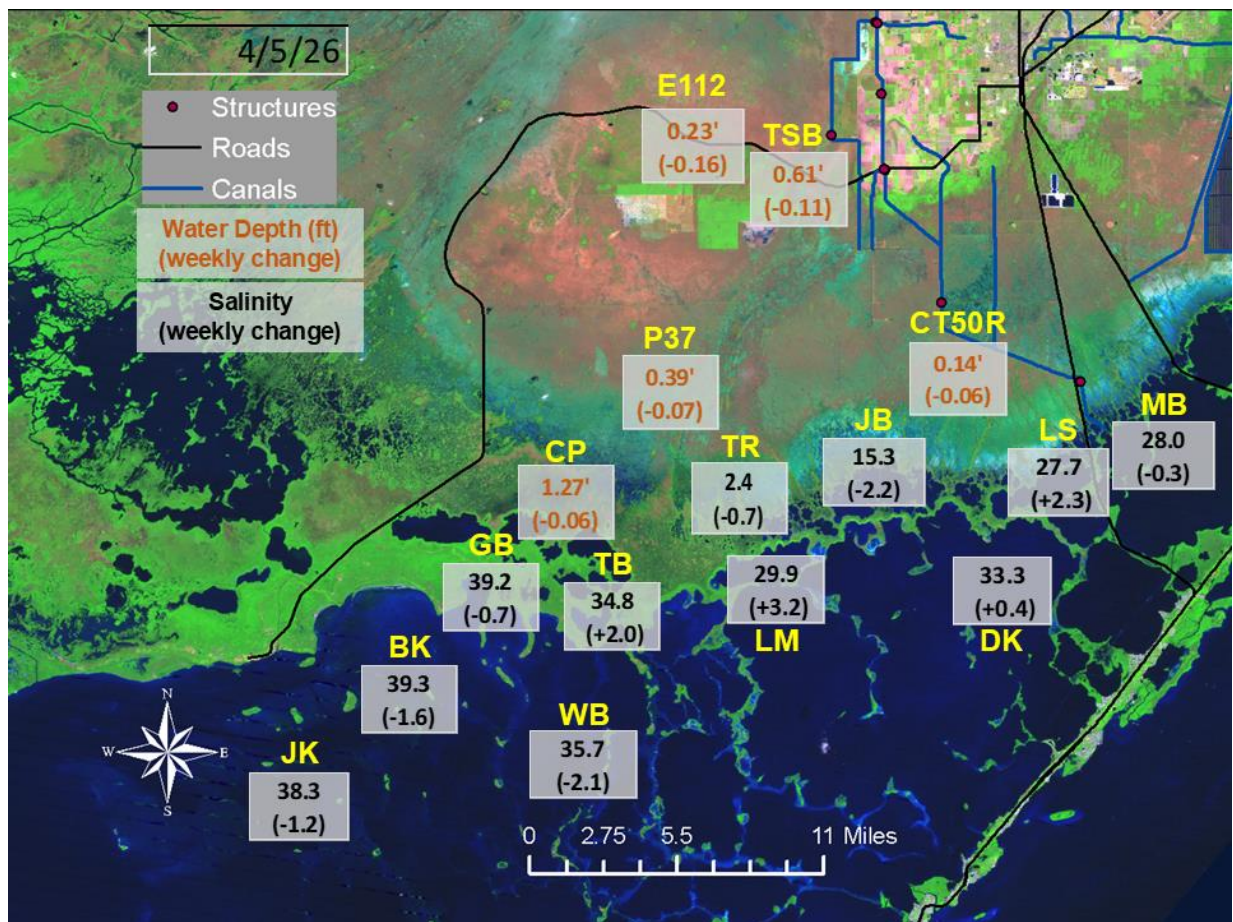 4/5/26
Structures
Roads
Canals
Water Depth (ft)
(weekly change)
Salinity
(weekly change)
E112
0.23'
(-0.16)
TSB
0.61'
(-0.11)
P37
0.39'
(-0.07)
CT50R
0.14'
(-0.06)
CP
1.27'
(-0.06)
TR
2.4
(-0.7)
JB
15.3
(-2.2)
LS
27.7
(+2.3)
MB
28.0
(-0.3)
GB
39.2
(-0.7)
TB
34.8
(+2.0)
29.9
(+3.2)
LM
33.3
(+0.4)
DK
BK
39.3
(-1.6)
WB
35.7
(-2.1)
JK
38.3
(-1.2)
N
W
E
S
0 2.75 5.5 11 Miles